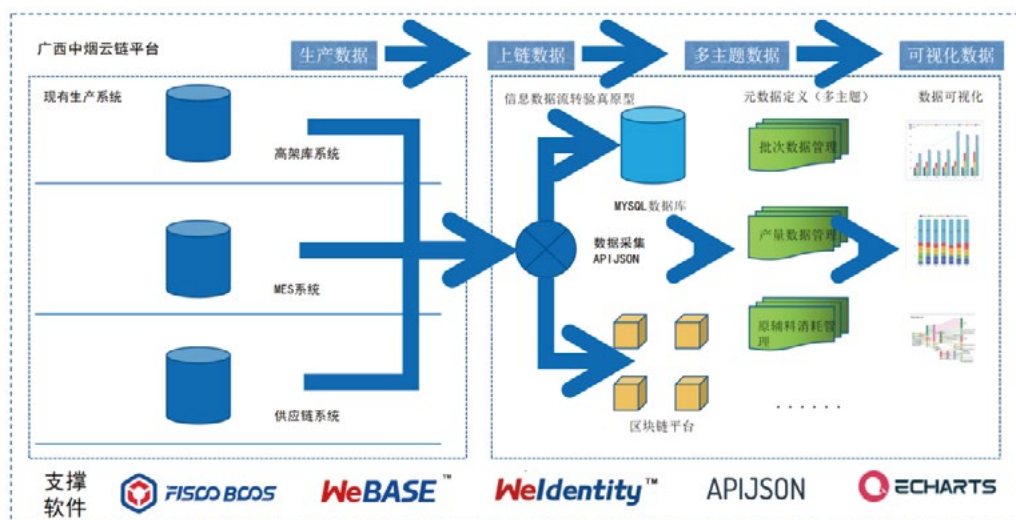 广西中烟云链平台
生产数据
上链数据
多主题数据
可视化数据
现有生产系统
高架库系统
MES系统
供应链系统
信息数据流转验真原型
MYSQL数据库
数据采集
APIJSON
区块链平台
元数据定义（多主题）
批次数据管理
产量数据管理
原辅料消耗管
理
......
数据可视化
支撑
软件
FISCO BCOS
WeBASE™
WeIdentity™
APIJSON
ECHARTS